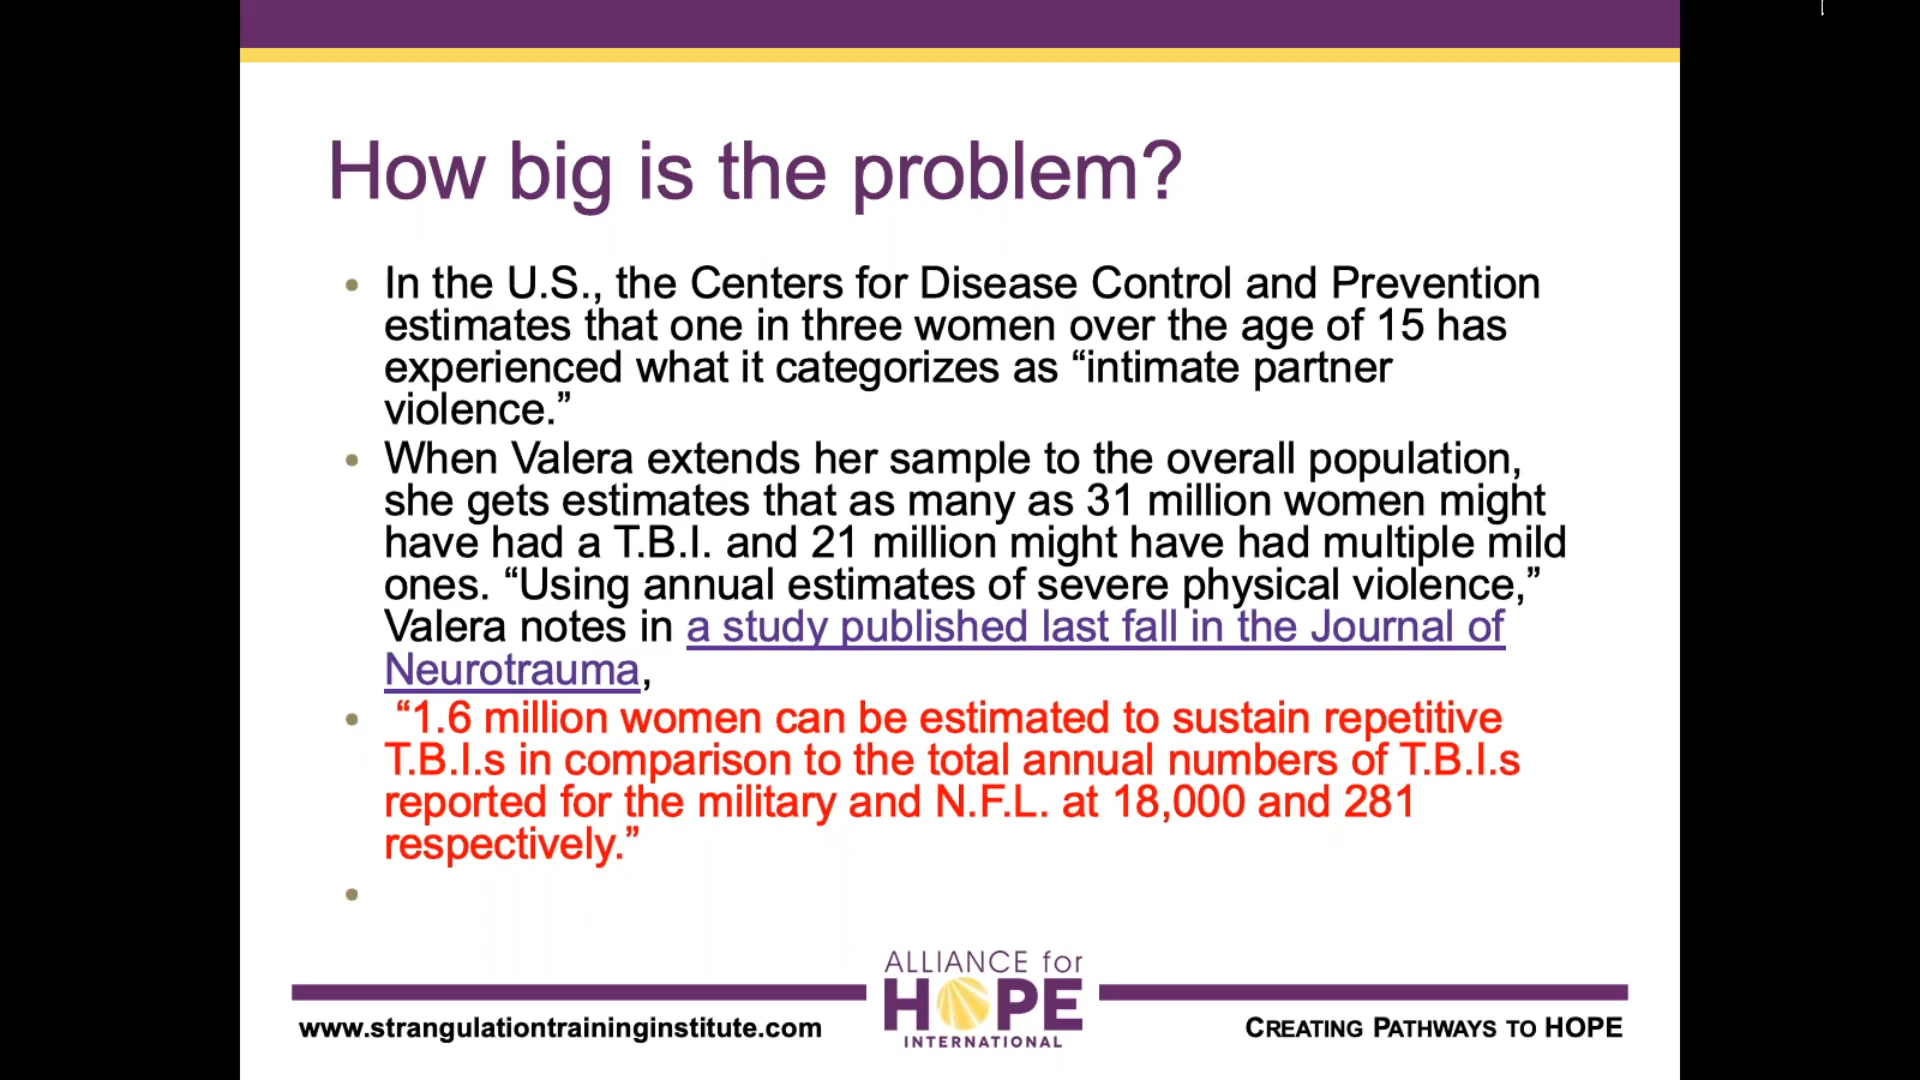 How big is the problem?
• In the U.S., the Centers for Disease Control and Prevention
estimates that one in three women over the age of 15 has
experienced what it categorizes as “intimate partner
violence.”
• When Valera extends her sample to the overall population,
she gets estimates that as many as 31 million women might
have had a T.B.I. and 21 million might have had multiple mild
ones. “Using annual estimates of severe physical violence,”
Valera notes in a study published last fall in the Journal of
Neurotrauma,
• “1.6 million women can be estimated to sustain repetitive
T.B.I.s in comparison to the total annual numbers of T.B.I.s
reported for the military and N.F.L. at 18,000 and 281
respectively.”
•
www.strangulationtraininginstitute.com
ALLIANCE for
HOPE
INTERNATIONAL
CREATING PATHWAYS TO HOPE